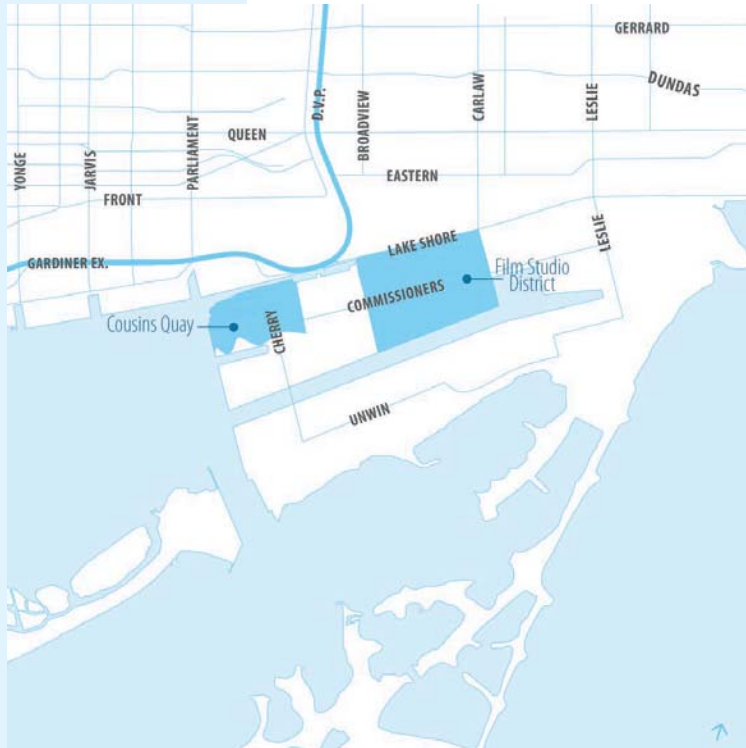 GERRARD
DUNDAS
D.V.P.
BROADVIEW
CARLAW
LESLIE
YONGE
JARVIS
PARLIAMENT
QUEEN
EASTERN
FRONT
LAKE SHORE
LESLIE
GARDINER EX.
Film Studio
District
COMMISSIONERS
Cousins Quay
CHERRY
UNWIN